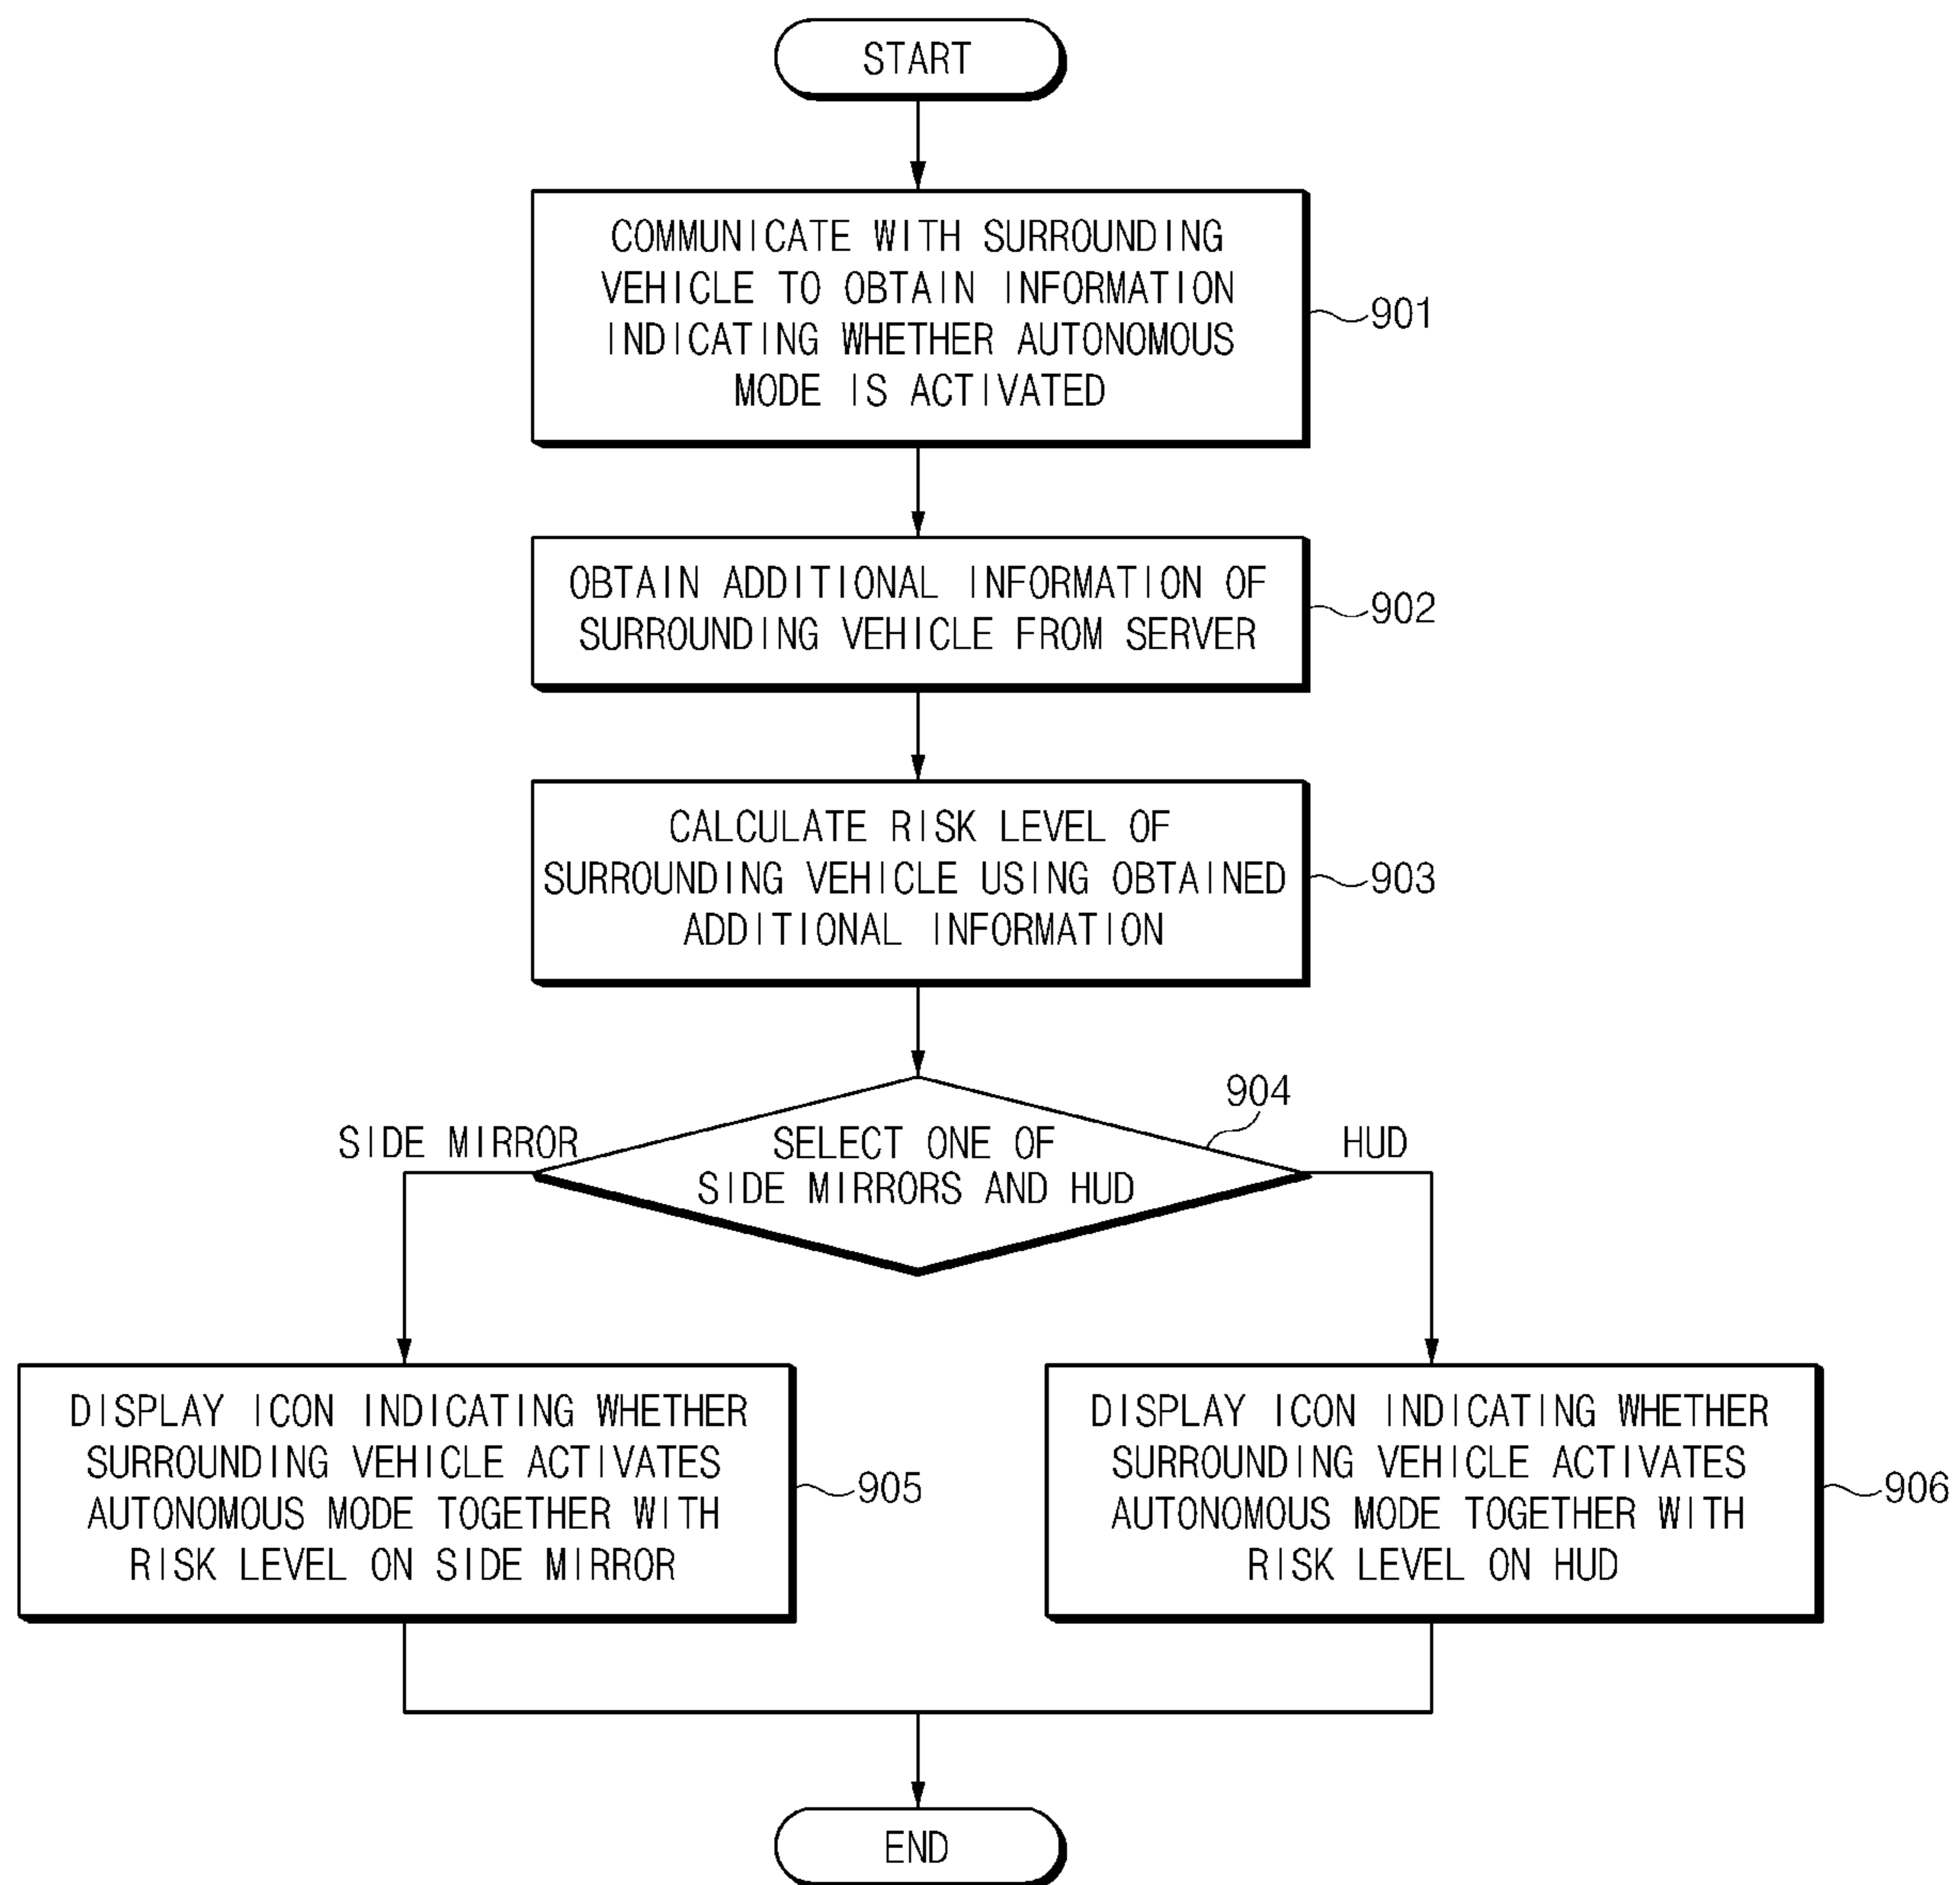 START
COMMUNICATE WITH SURROUNDING
VEHICLE TO OBTAIN INFORMATION
INDICATING WHETHER AUTONOMOUS
MODE IS ACTIVATED
901
OBTAIN ADDITIONAL INFORMATION OF
SURROUNDING VEHICLE FROM SERVER
902
CALCULATE RISK LEVEL OF
SURROUNDING VEHICLE USING OBTAINED
ADDITIONAL INFORMATION
903
904
SIDE MIRROR
SELECT ONE OF
SIDE MIRRORS AND HUD
HUD
DISPLAY ICON INDICATING WHETHER
SURROUNDING VEHICLE ACTIVATES
AUTONOMOUS MODE TOGETHER WITH
RISK LEVEL ON SIDE MIRROR
905
DISPLAY ICON INDICATING WHETHER
SURROUNDING VEHICLE ACTIVATES
AUTONOMOUS MODE TOGETHER WITH
RISK LEVEL ON HUD
906
END